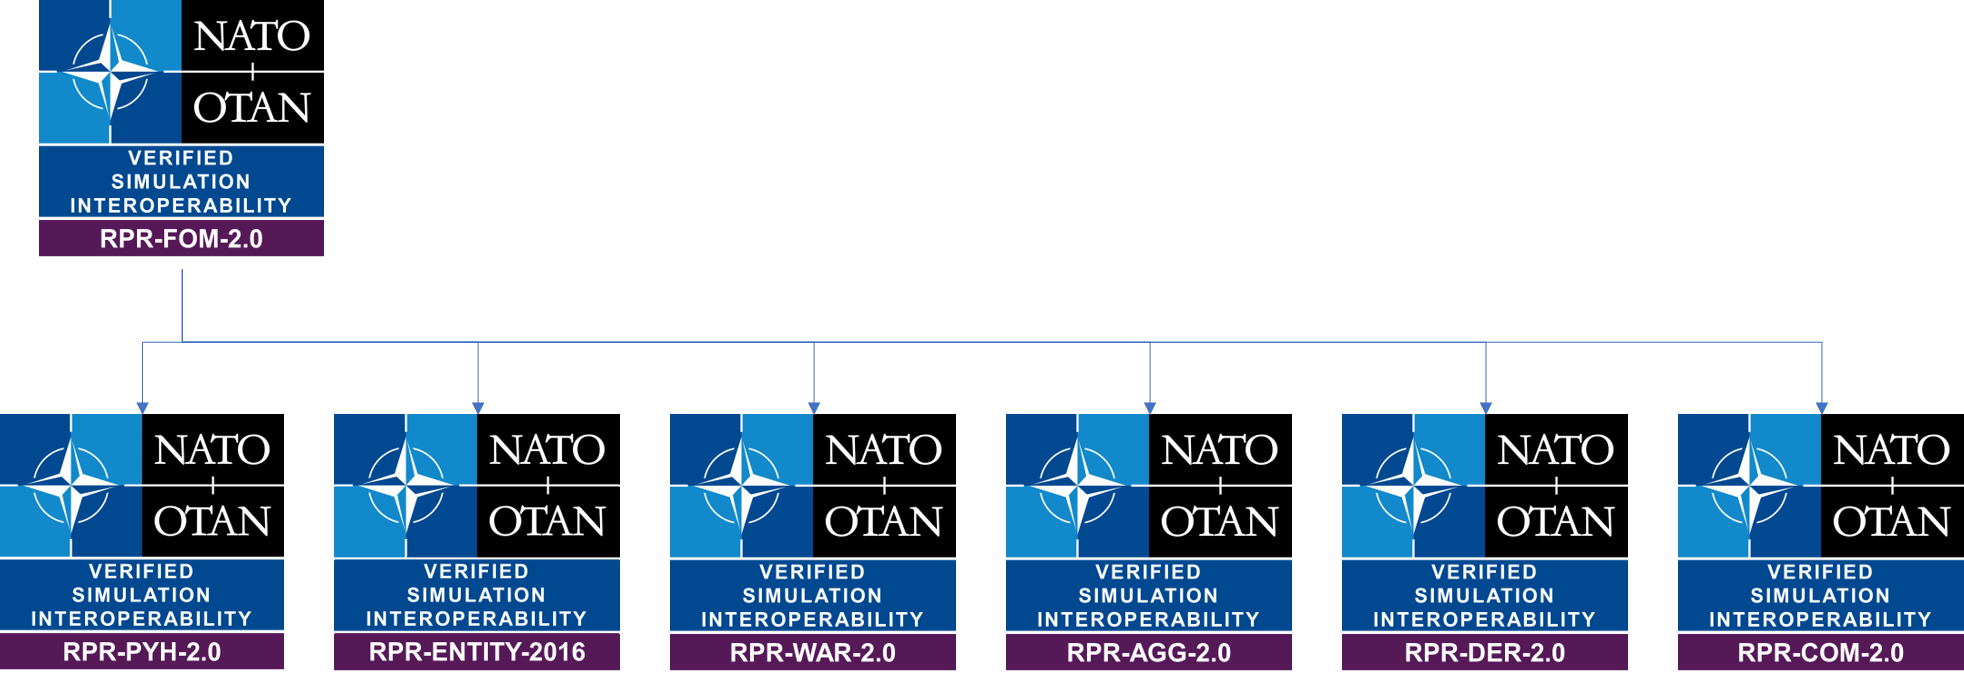 NATO
OTAN
VERIFIED
SIMULATION
INTEROPERABILITY
RPR-FOM-2.0
NATO
OTAN
VERIFIED
SIMULATION
INTEROPERABILITY
RPR-PYH-2.0
NATO
OTAN
VERIFIED
SIMULATION
INTEROPERABILITY
RPR-ENTITY-2016
NATO
OTAN
VERIFIED
SIMULATION
INTEROPERABILITY
RPR-WAR-2.0
NATO
OTAN
VERIFIED
SIMULATION
INTEROPERABILITY
RPR-AGG-2.0
NATO
OTAN
VERIFIED
SIMULATION
INTEROPERABILITY
RPR-DER-2.0
NATO
OTAN
VERIFIED
SIMULATION
INTEROPERABILITY
RPR-COM-2.0